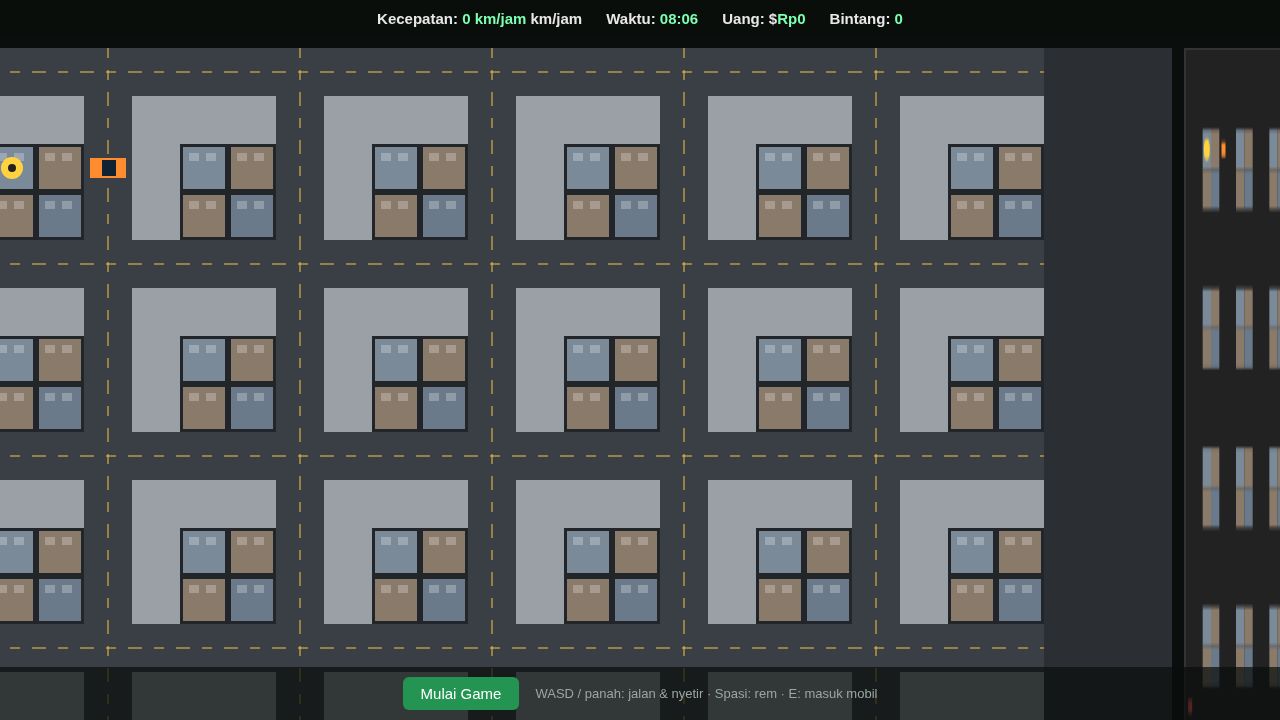 Kecepatan: 0 km/jam km/jam Waktu: 08:06 Uang: $Rp0 Bintang: 0
Mulai Game WASD / panah: jalan & nyetir · Spasi: rem · E: masuk mobil